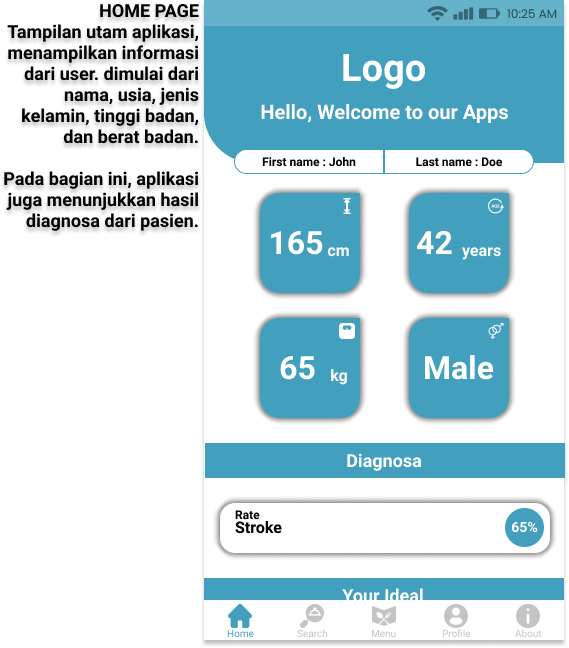 HOME PAGE
Tampilan utam aplikasi,
menampilkan informasi
dari user. dimulai dari
nama, usia, jenis
kelamin, tinggi badan,
dan berat badan.
Pada bagian ini, aplikasi
juga menunjukkan hasil
diagnosa dari pasien.
10:25 AM
Logo
Hello, Welcome to our Apps
First name : John
Last name : Doe
165 cm
AGE
42 years
65 kg
Male
Diagnosa
Rate
Stroke
65%
Your Ideal
Home
Search
Menu
Profile
About